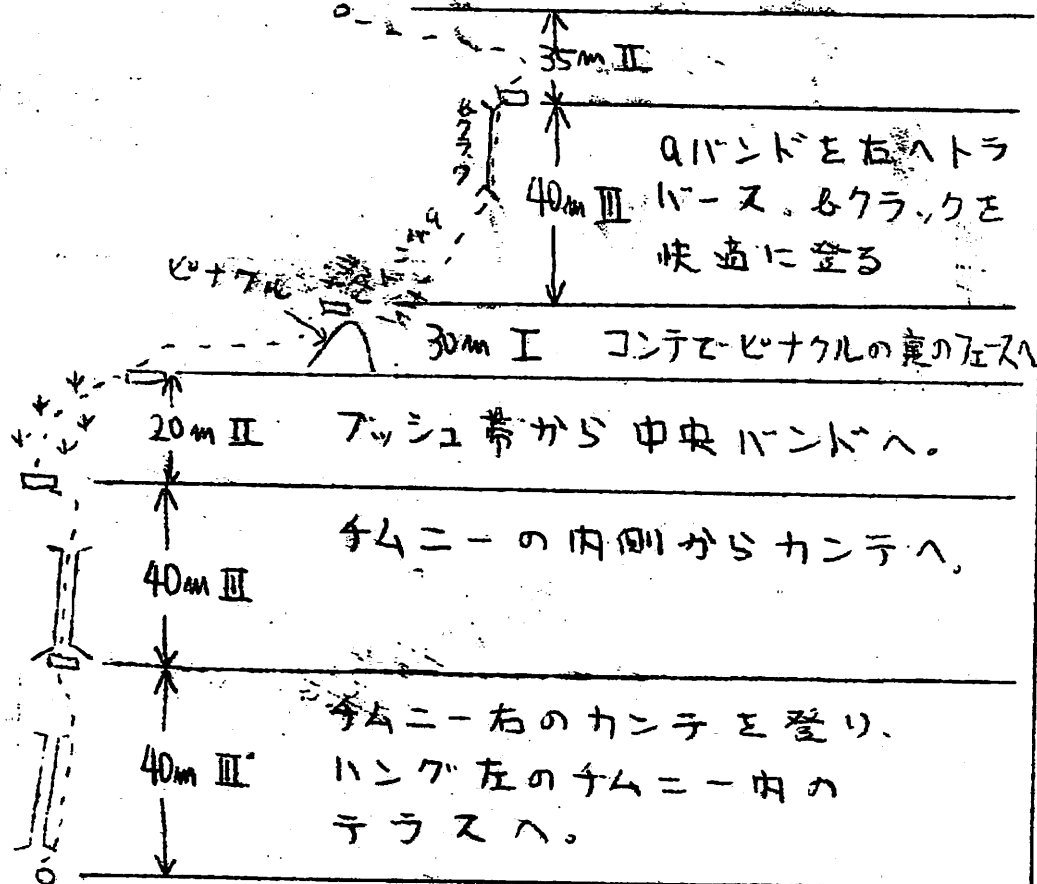 35m II
bクラック
40m III
aバンドを右へトラ
バース、bクラックを
快適に登る
ピナクル
30m I
コンテでピナクルの裏のフェースへ
20m II
ブッシュ帯から中央バンドへ。
40m III
チムニーの内側からカンテへ。
40m III
チムニー右のカンテを登り、
ハング左のチムニー内の
テラスへ。